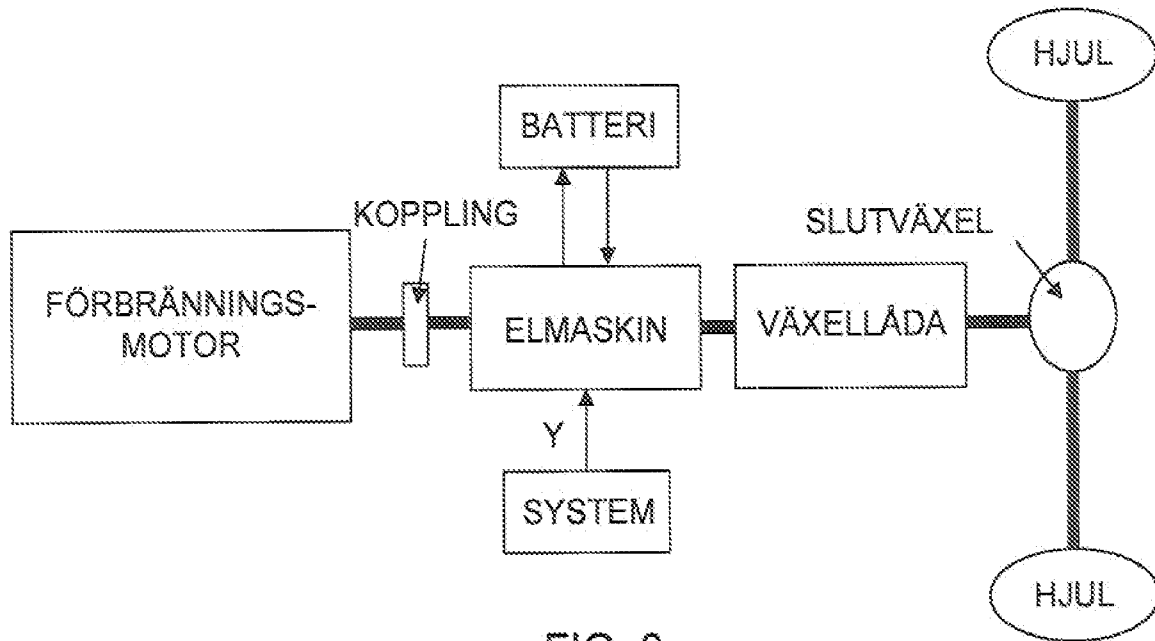 HJUL
BATTERI
KOPPLING
SLUTVÄXEL
FÖRBRÄNNINGS-
MOTOR
ELMASKIN
VÄXELLÅDA
Y
SYSTEM
HJUL